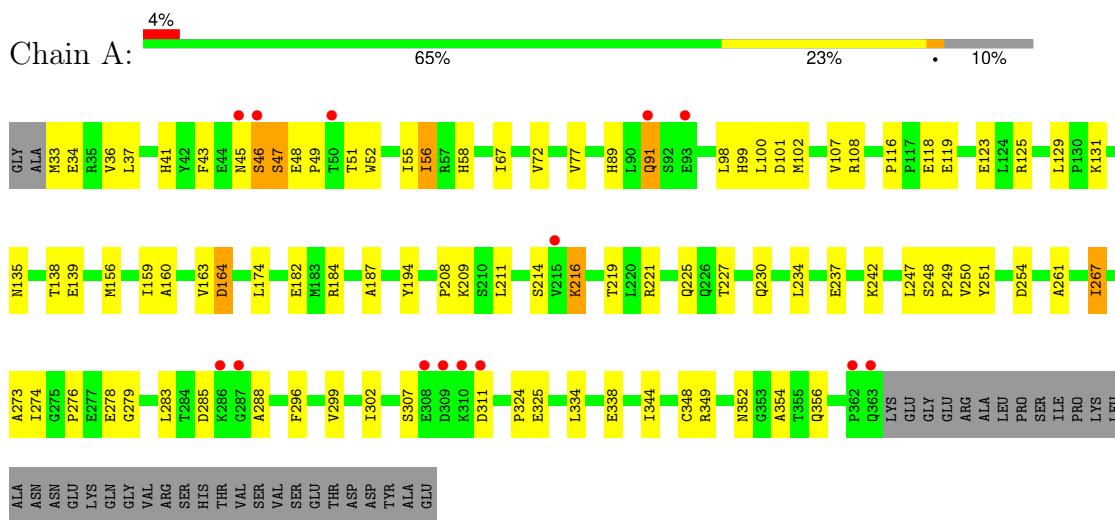 4%
Chain A:
65% 23% • 10%
GLY ALA M33 E34 R35 V36 L37 H41 Y42 F43 E44 N45 S46 S47 E48 P49 T50 T51 W52 I55 I56 R57 H58 I67 V72 V77 H89 L90 Q91 S92 E93 L98 H99 L100 D101 M102 V107 R108 P116 P117 E118 E119 E123 L124 R125 L129 P130 K131
N135 T138 E139 M156 I159 A160 V163 D164 L174 E182 M183 R184 A187 Y194 P208 K209 S210 L211 S214 V215 K216 T219 L220 R221 Q225 Q226 T227 Q230 L234 E237 K242 L247 S248 P249 V250 Y251 D254 A261 I267
A273 I274 G275 P276 E277 E278 G279 L283 T284 D285 K286 G287 A288 F296 V299 I302 S307 E308 D309 K310 D311 P324 E325 L334 E338 I344 C348 R349 N352 G353 A354 T355 Q356 P362 Q363 LYS GLU GLY GLU ARG ALA LEU PRO SER ILE PRO LYS LEU
ALA ASN ASN GLU LYS GLN GLY VAL ARG SER HIS THR VAL SER VAL SER GLU THR ASP ASP TYR ALA GLU